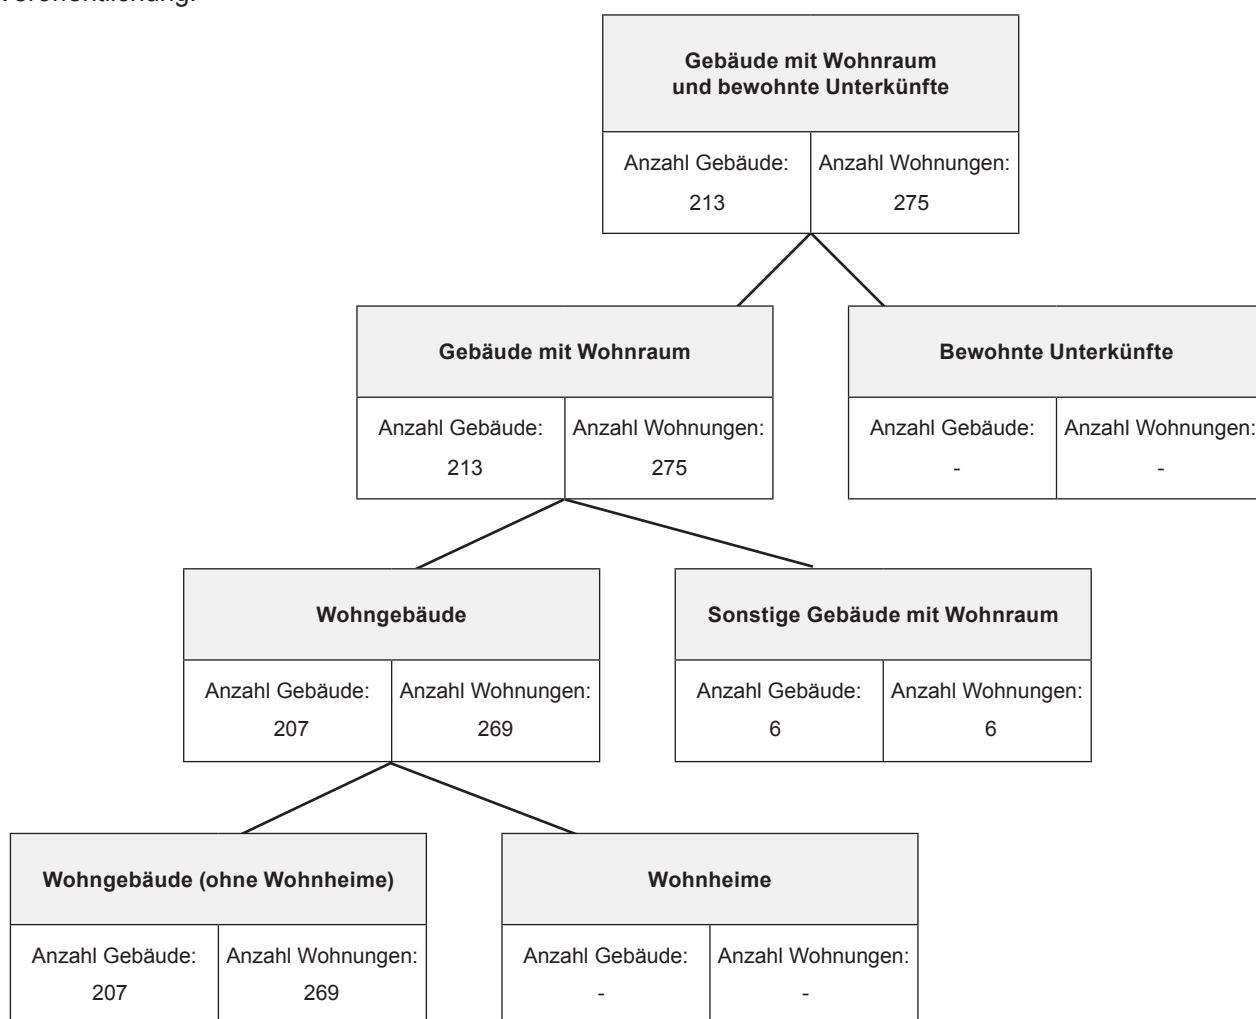 Veröffentlichung.
Gebäude mit Wohnraum
und bewohnte Unterkünfte
Anzahl Gebäude:
Anzahl Wohnungen:
213
275
Gebäude mit Wohnraum
Bewohnte Unterkünfte
Anzahl Gebäude:
Anzahl Wohnungen:
Anzahl Gebäude:
Anzahl Wohnungen:
213
275
-
-
Wohngebäude
Sonstige Gebäude mit Wohnraum
Anzahl Gebäude:
Anzahl Wohnungen:
Anzahl Gebäude:
Anzahl Wohnungen:
207
269
6
6
Wohngebäude (ohne Wohnheime)
Wohnheime
Anzahl Gebäude:
Anzahl Wohnungen:
Anzahl Gebäude:
Anzahl Wohnungen:
207
269
-
-